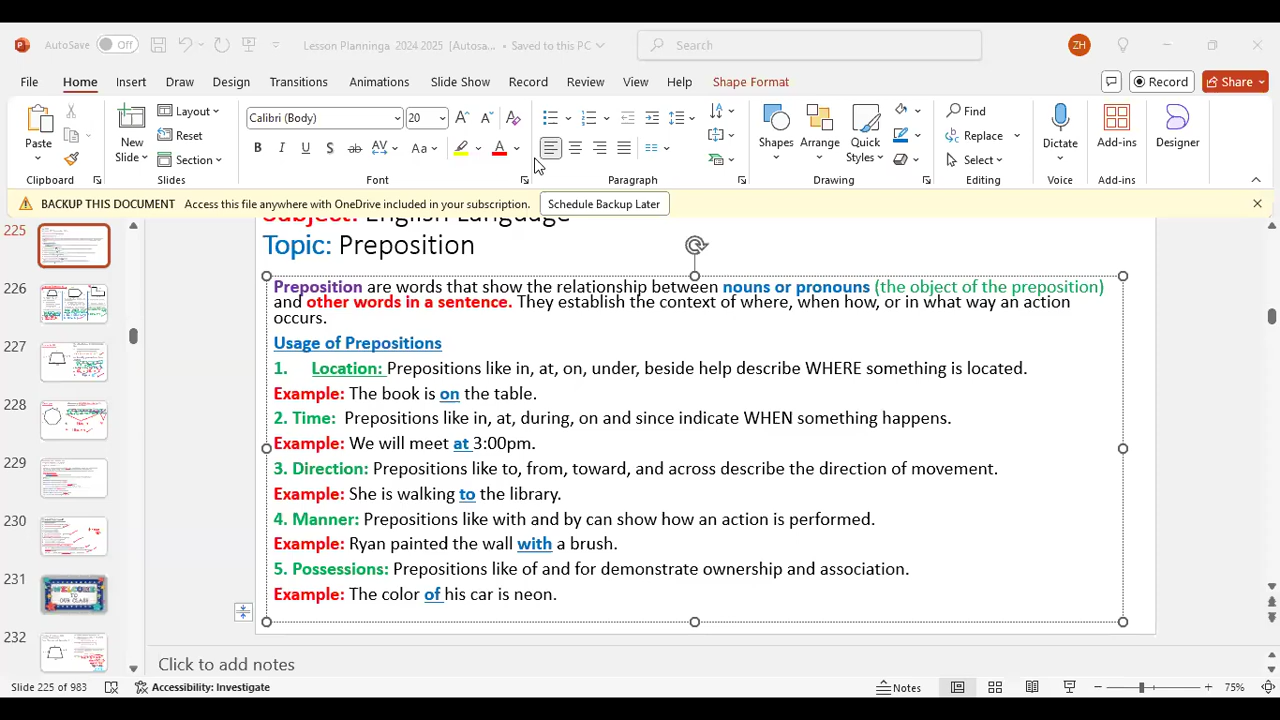 AutoSave Off Lesson Planninga 2024.2025 [Autosa... • Saved to this PC Search ZH
File Home Insert Draw Design Slide Show Transitions Animations Record Review View Help Shape Format Record Share
Paste New Slide Layout Reset Section Calibri (Body) 20 Shapes Arrange Quick Styles Find Replace Select Dictate Add-ins Designer
Clipboard Slides Font Paragraph Drawing Editing Voice Add-ins
BACKUP THIS DOCUMENT Access this file anywhere with OneDrive included in your subscription. Schedule Backup Later
Subject: English Language
Topic: Preposition
Preposition are words that show the relationship between nouns or pronouns (the object of the preposition)
and other words in a sentence. They establish the context of where, when how, or in what way an action
occurs.
Usage of Prepositions
1. Location: Prepositions like in, at, on, under, beside help describe WHERE something is located.
Example: The book is on the table.
2. Time: Prepositions like in, at, during, on and since indicate WHEN something happens.
Example: We will meet at 3:00pm.
3. Direction: Prepositions like to, from, toward, and across describe the direction of movement.
Example: She is walking to the library.
4. Manner: Prepositions like with and by can show how an action is performed.
Example: Ryan painted the wall with a brush.
5. Possessions: Prepositions like of and for demonstrate ownership and association.
Example: The color of his car is neon.
225
226
227
228
229
230
231
WELCOME TO OUR CLASS
232
Click to add notes
Slide 225 of 983 Accessibility: Investigate Notes 75%